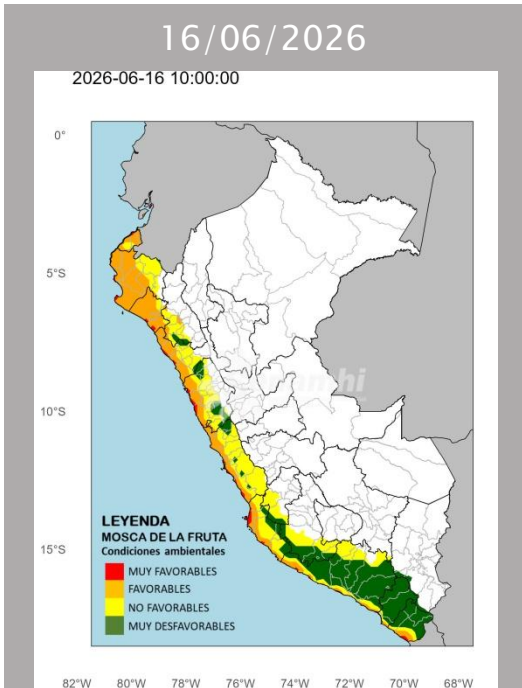 16/06/2026
2026-06-16 10:00:00
0°
5°S
10°S
15°S
LEYENDA
MOSCA DE LA FRUTA
Condiciones ambientales
MUY FAVORABLES
FAVORABLES
NO FAVORABLES
MUY DESFAVORABLES
82°W 80°W 78°W 76°W 74°W 72°W 70°W 68°W